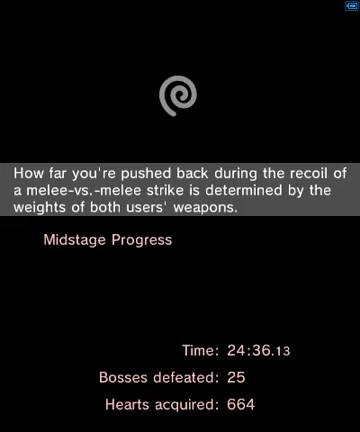 How far you're pushed back during the recoil of
a melee-vs.-melee strike is determined by the
weights of both users' weapons.
Midstage Progress
Time: 24:36.13
Bosses defeated: 25
Hearts acquired: 664